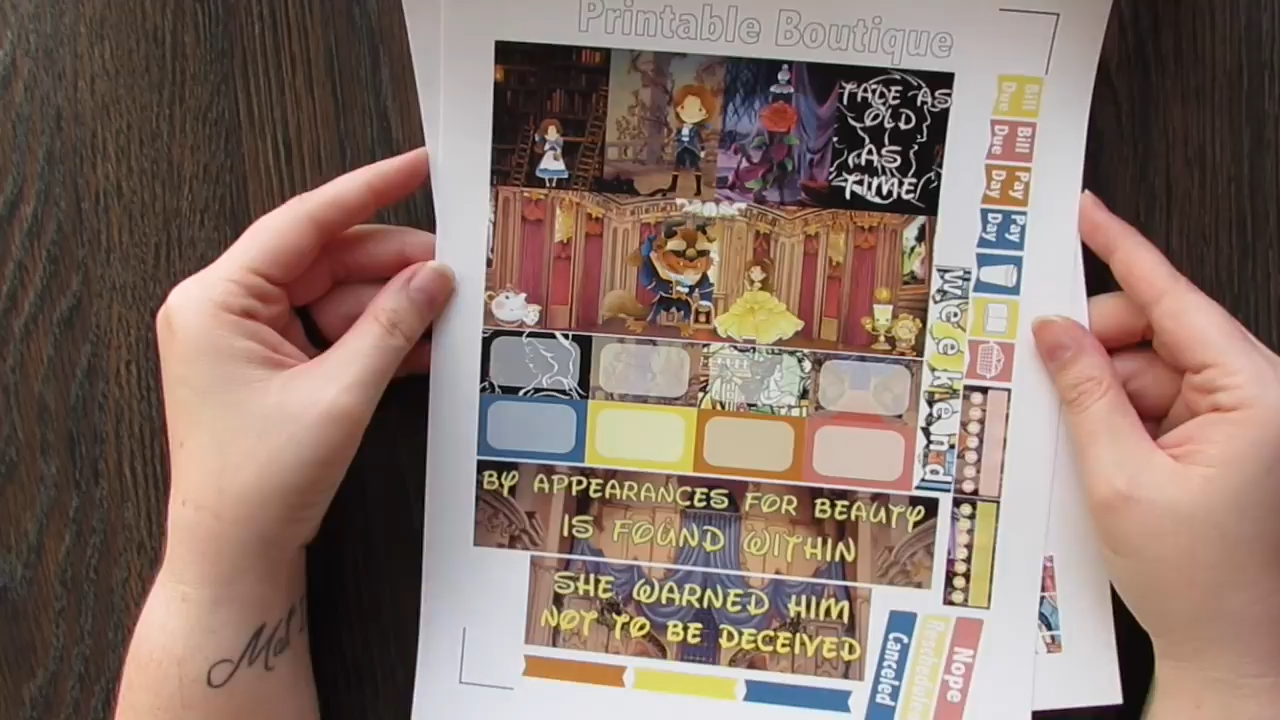 Printable Boutique
TALE AS
OLD
AS
TIME
Bill
Due
Bill
Due
Pay
Day
Pay
Day
Weekend
BY APPEARANCES FOR BEAUTY
IS FOUND WITHIN
SHE WARNED HIM
NOT TO BE DECEIVED
Canceled
Rescheduled
Nope